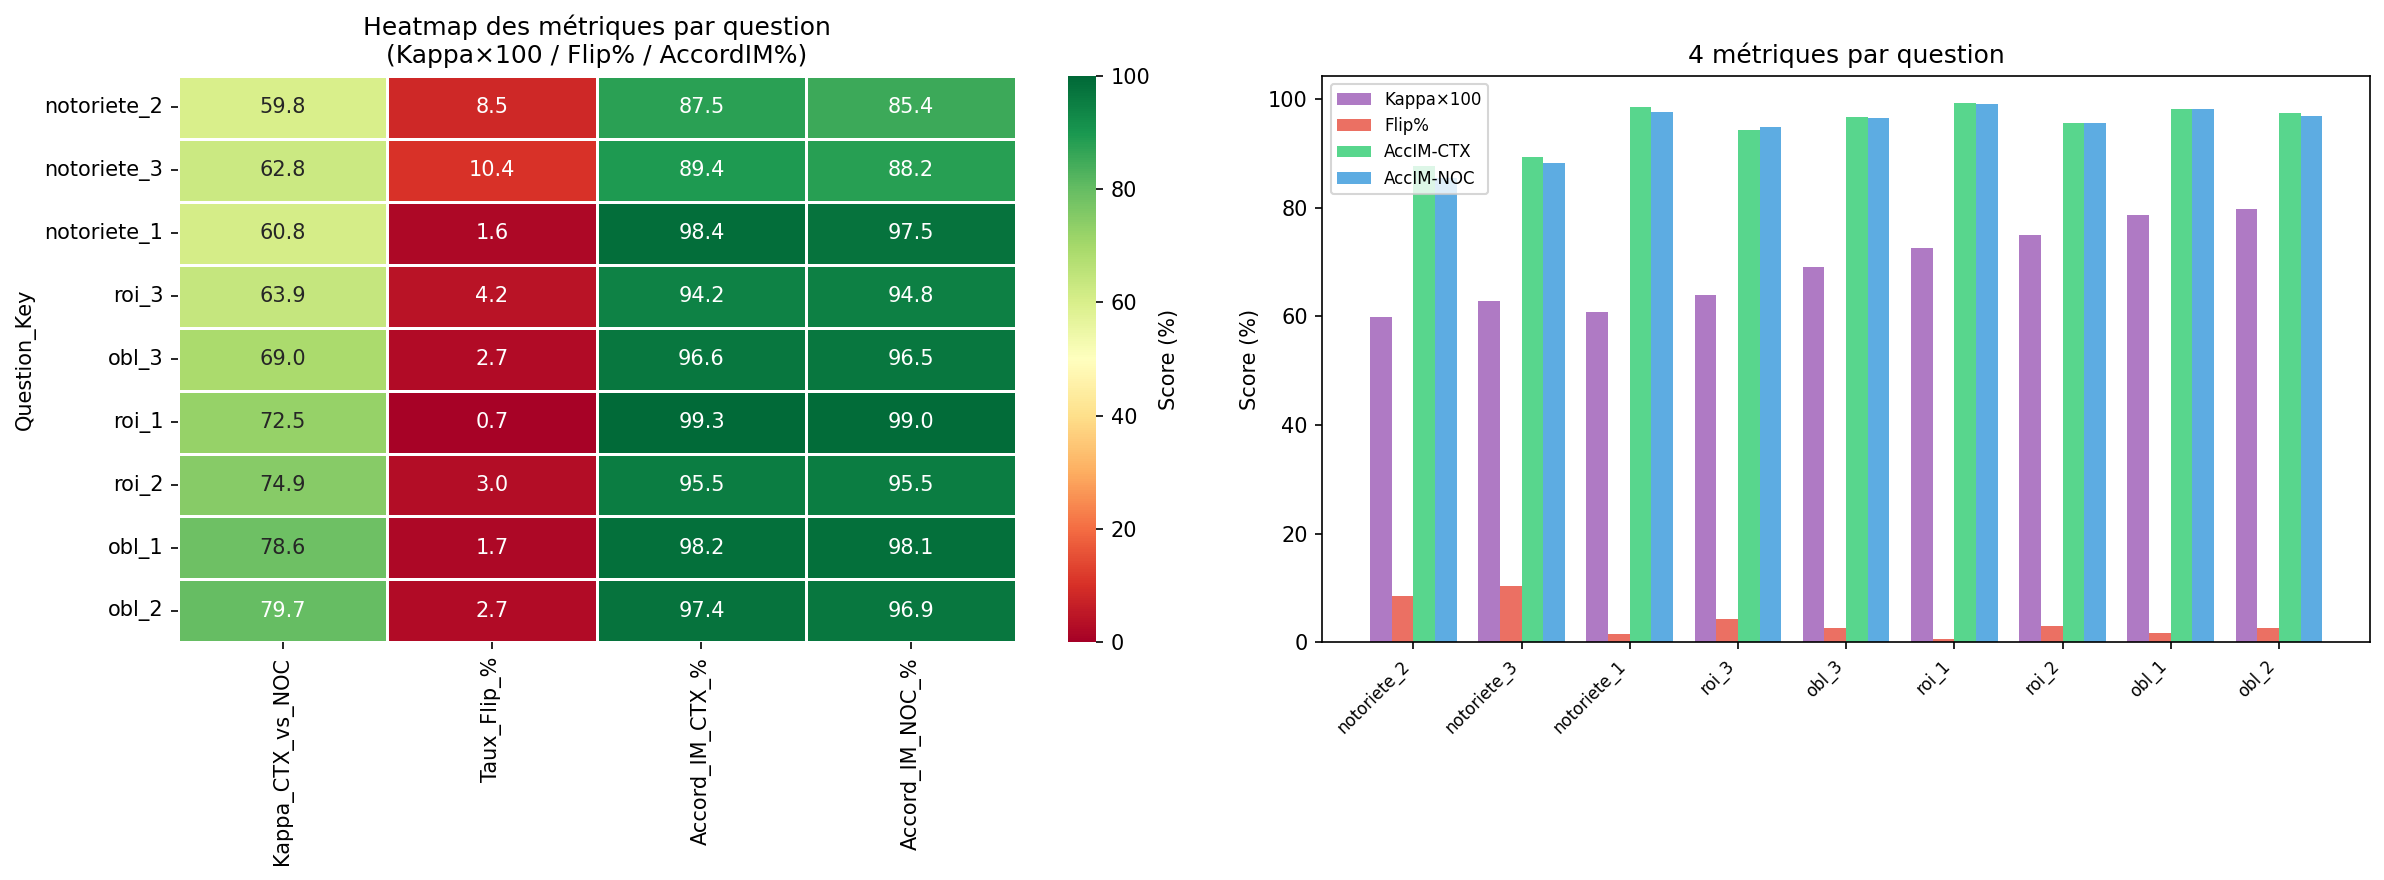 Heatmap des métriques par question
(Kappa×100 / Flip% / AccordIM%)
Question_Key
notoriete_2 59.8 8.5 87.5 85.4
notoriete_3 62.8 10.4 89.4 88.2
notoriete_1 60.8 1.6 98.4 97.5
roi_3 63.9 4.2 94.2 94.8
obl_3 69.0 2.7 96.6 96.5
roi_1 72.5 0.7 99.3 99.0
roi_2 74.9 3.0 95.5 95.5
obl_1 78.6 1.7 98.2 98.1
obl_2 79.7 2.7 97.4 96.9
Kappa_CTX_vs_NOC
Taux_Flip_%
Accord_IM_CTX_%
Accord_IM_NOC_%
100
80
60
40
20
0
Score (%)
4 métriques par question
Score (%)
100
80
60
40
20
0
Kappa×100
Flip%
AccIM-CTX
AccIM-NOC
notoriete_2
notoriete_3
notoriete_1
roi_3
obl_3
roi_1
roi_2
obl_1
obl_2